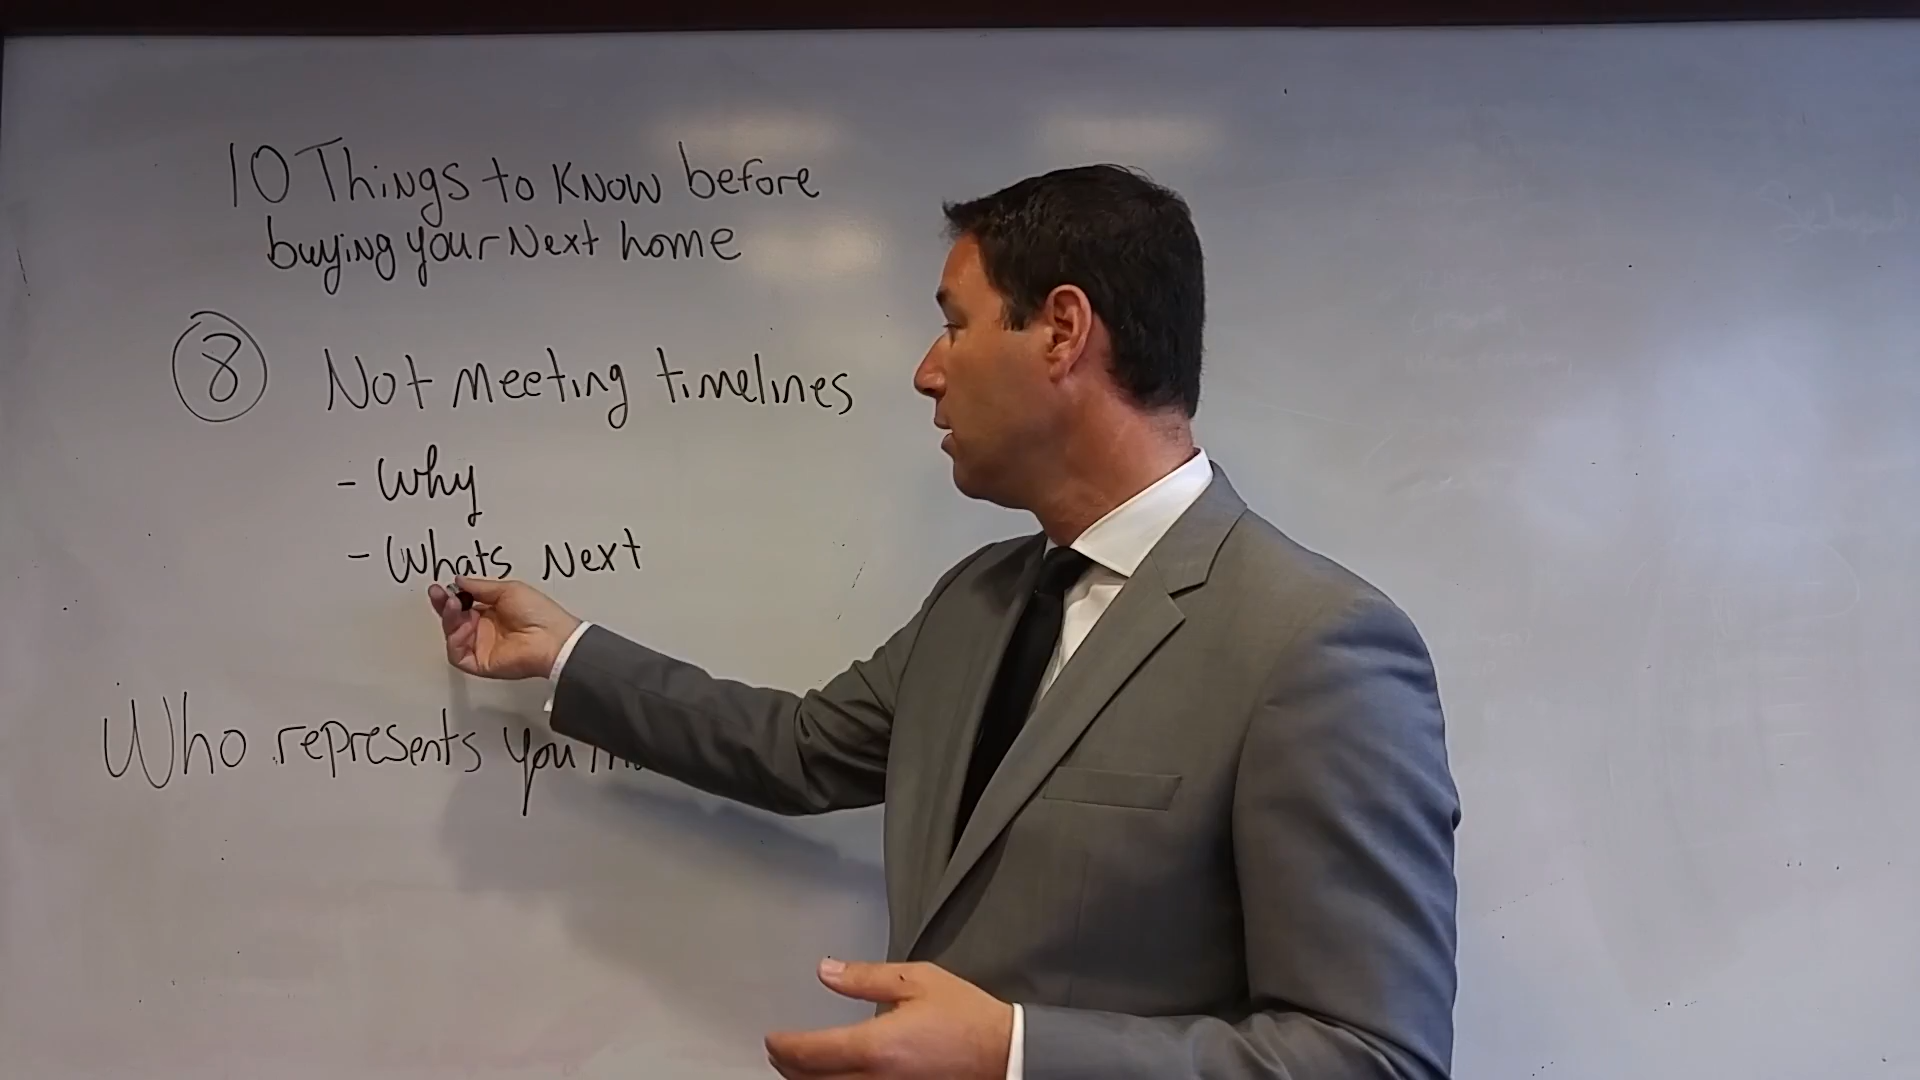 10 Things to Know before
buying your Next home
8 Not meeting timelines
- Why
- Whats Next
Who represents you